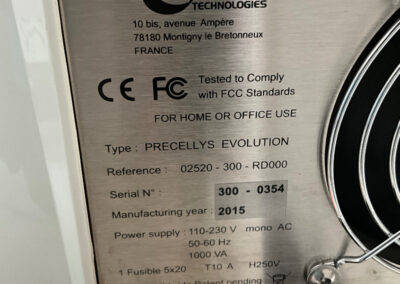 TECHNOLOGIES
10 bis, avenue Ampère
78180 Montigny le Bretonneux
FRANCE
CE FC Tested to Comply
with FCC Standards
FOR HOME OR OFFICE USE
Type : PRECELLYS EVOLUTION
Reference : 02520 - 300 - RD000
Serial N° : 300 - 0354
Manufacturing year : 2015
Power supply : 110-230 V mono AC
50-60 Hz
1000 VA
1 Fusible 5x20 T10 A H250V
Patent pending